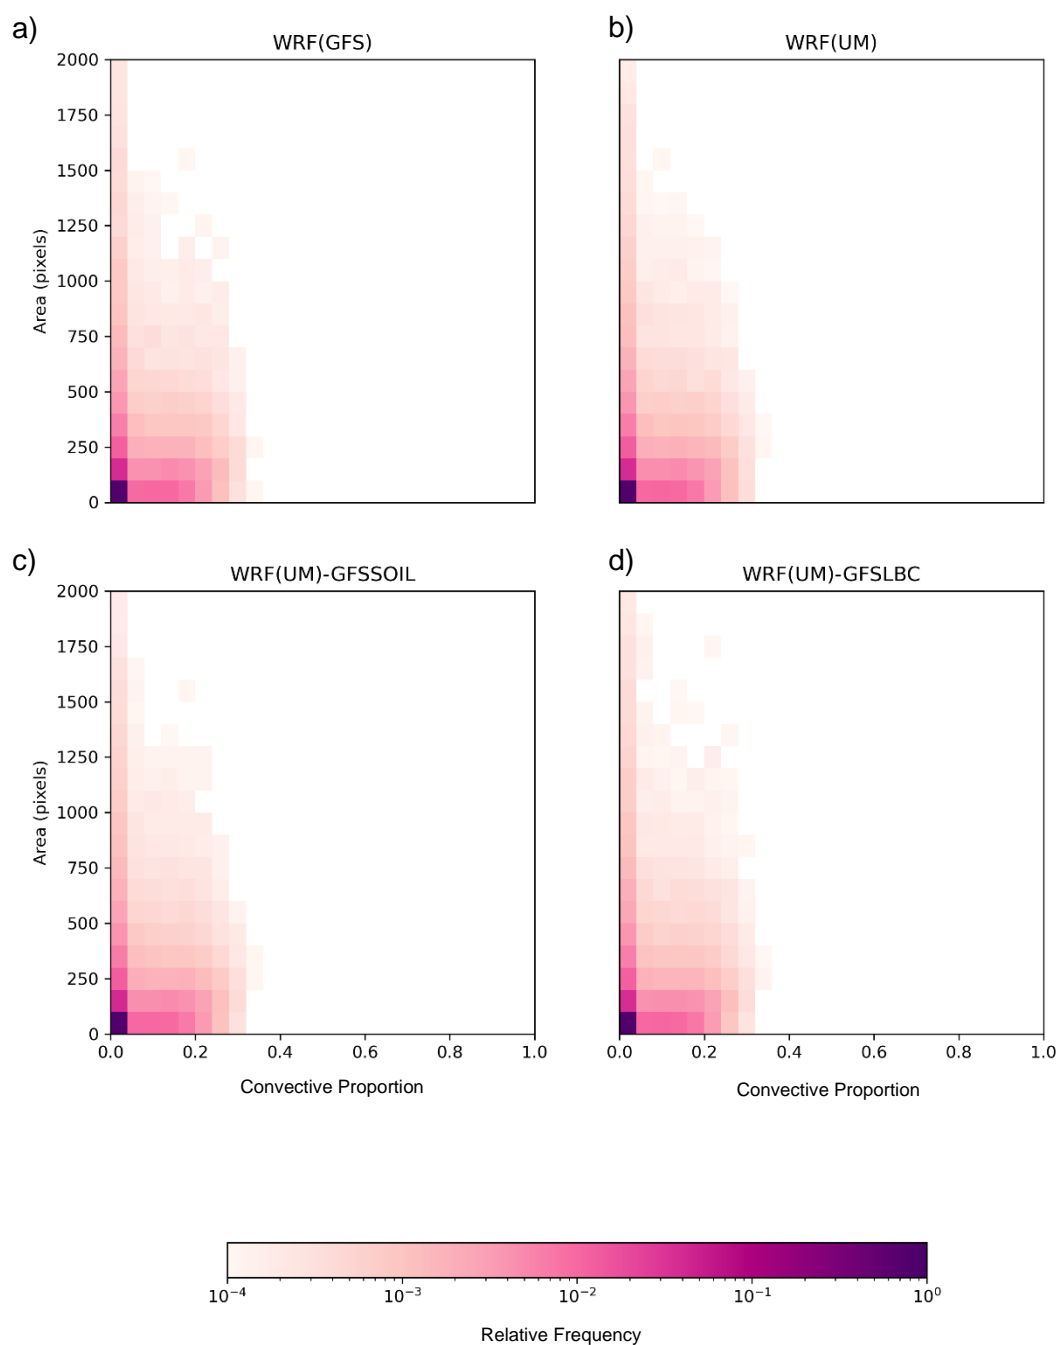 a)
WRF(GFS)
b)
WRF(UM)
2000
1750
1500
1250
1000
750
500
250
0
Area (pixels)
c)
WRF(UM)-GFSSOIL
d)
WRF(UM)-GFSLBC
2000
1750
1500
1250
1000
750
500
250
0
Area (pixels)
0.0 0.2 0.4 0.6 0.8 1.0
0.0 0.2 0.4 0.6 0.8 1.0
Convective Proportion
Convective Proportion
10⁻⁴ 10⁻³ 10⁻² 10⁻¹ 10⁰
Relative Frequency